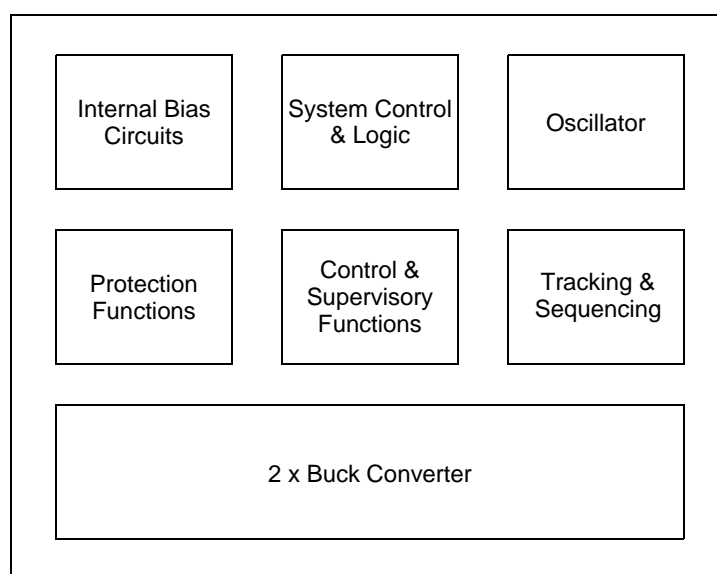 Internal Bias
Circuits
System Control
& Logic
Oscillator
Protection
Functions
Control &
Supervisory
Functions
Tracking &
Sequencing
2 x Buck Converter